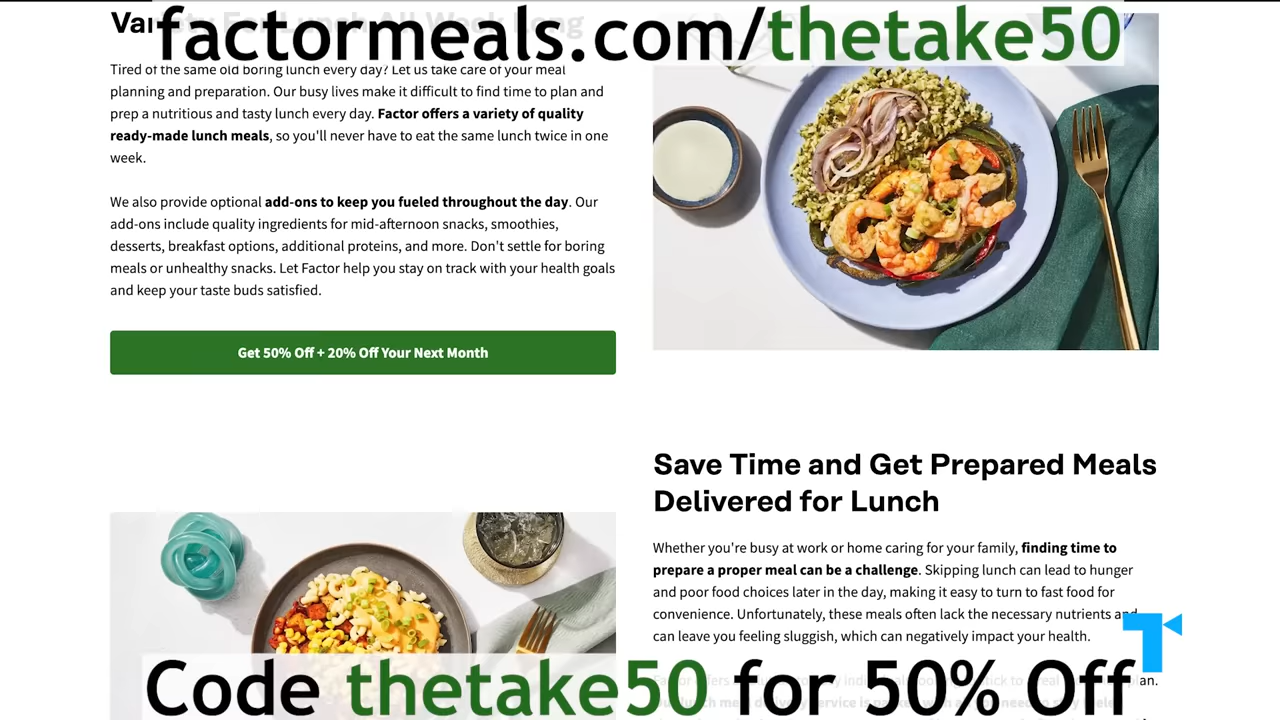 factormeals.com/thetake50
Tired of the same old boring lunch every day? Let us take care of your meal
planning and preparation. Our busy lives make it difficult to find time to plan and
prep a nutritious and tasty lunch every day. Factor offers a variety of quality
ready-made lunch meals, so you'll never have to eat the same lunch twice in one
week.
We also provide optional add-ons to keep you fueled throughout the day. Our
add-ons include quality ingredients for mid-afternoon snacks, smoothies,
desserts, breakfast options, additional proteins, and more. Don't settle for boring
meals or unhealthy snacks. Let Factor help you stay on track with your health goals
and keep your taste buds satisfied.
Get 50% Off + 20% Off Your Next Month
Save Time and Get Prepared Meals
Delivered for Lunch
Whether you're busy at work or home caring for your family, finding time to
prepare a proper meal can be a challenge. Skipping lunch can lead to hunger
and poor food choices later in the day, making it easy to turn to fast food for
convenience. Unfortunately, these meals often lack the necessary nutrients and
can leave you feeling sluggish, which can negatively impact your health.
plan.
Code thetake50 for 50% Off